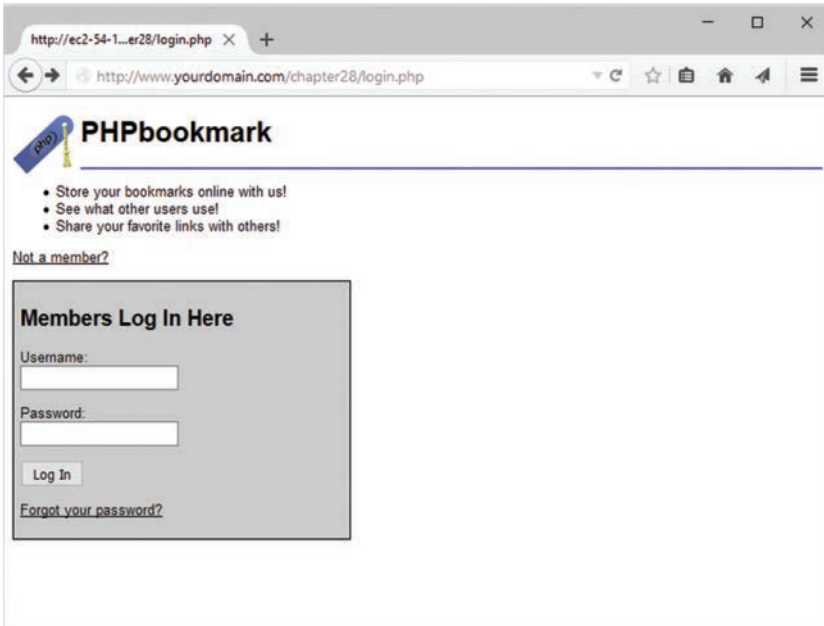 http://ec2-54-1...er28/login.php
http://www.yourdomain.com/chapter28/login.php
php
PHPbookmark
Store your bookmarks online with us!
See what other users use!
Share your favorite links with others!
Not a member?
Members Log In Here
Username:
Password:
Log In
Forgot your password?